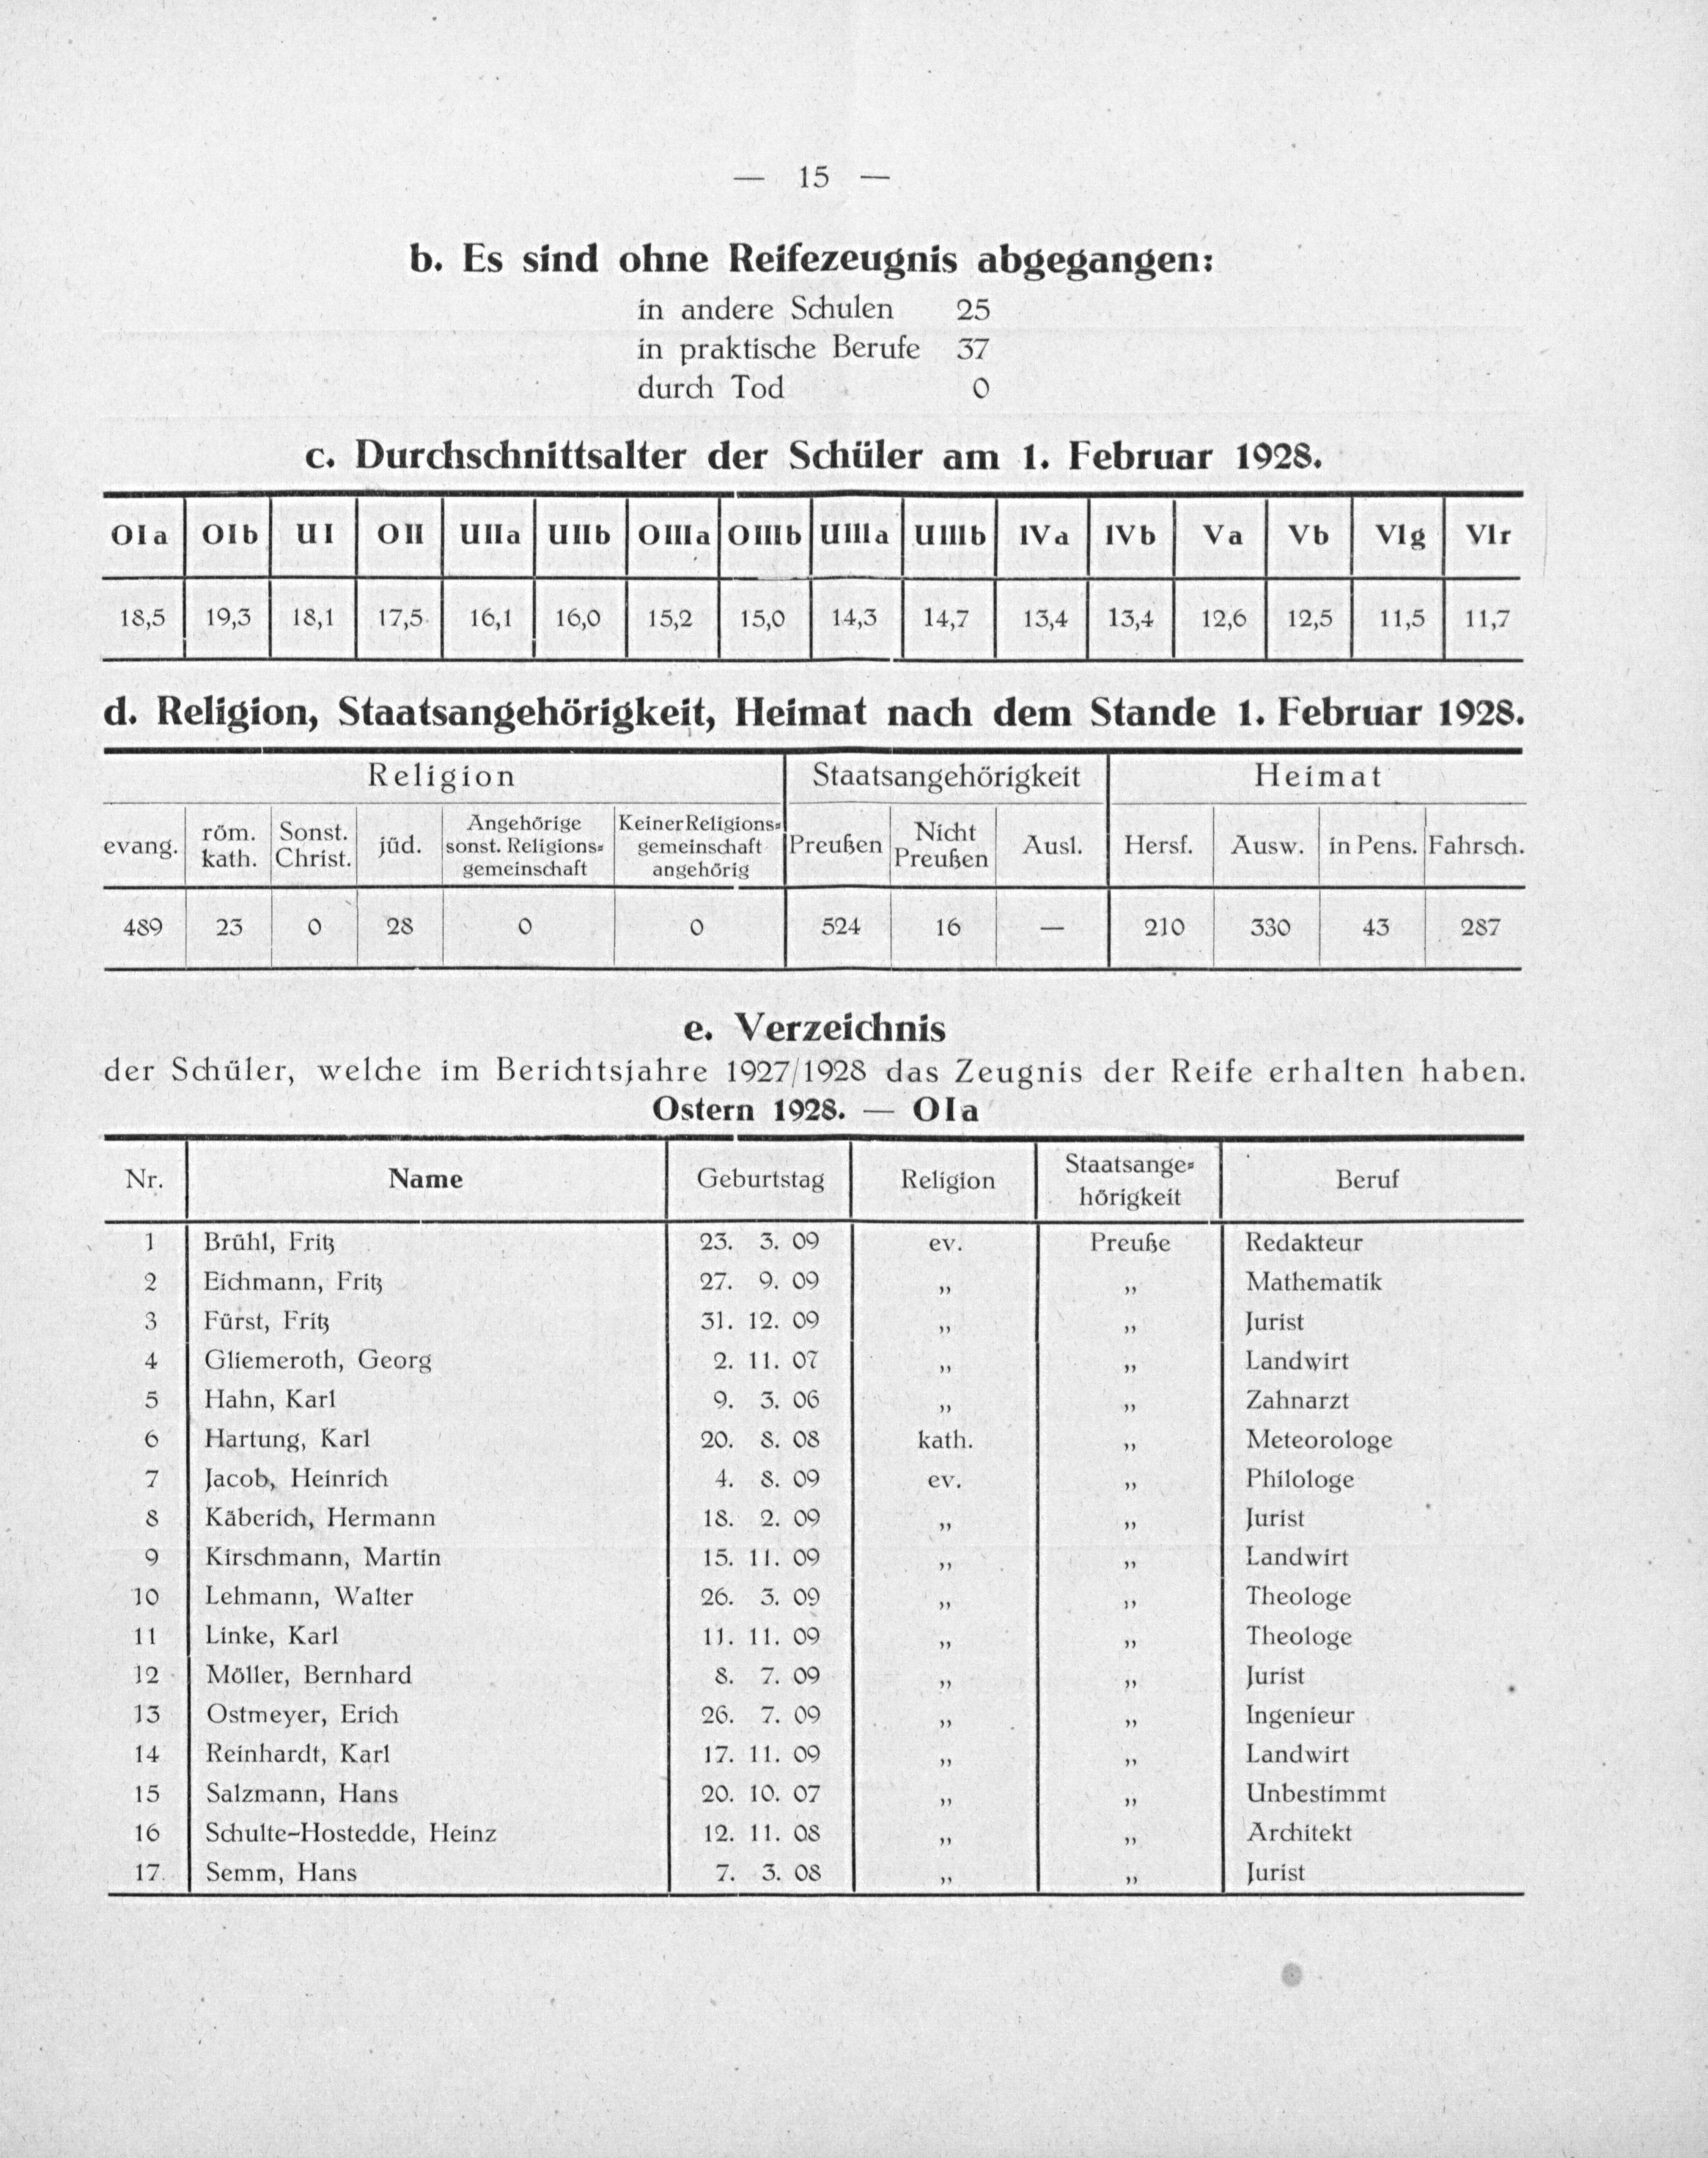 — 15 —
b. Es sind ohne Reifezeugnis abgegangen:
in andere Schulen 25
in praktische Berufe 37
durch Tod 0
c. Durchschnittsalter der Schüler am 1. Februar 1928.
OIa OIb UI OII UIIa UIIb OIIIa OIIIb UIIIa UIIIb IVa IVb Va Vb VIg VIr
18,5 19,3 18,1 17,5 16,1 16,0 15,2 15,0 14,3 14,7 13,4 13,4 12,6 12,5 11,5 11,7
d. Religion, Staatsangehörigkeit, Heimat nach dem Stande 1. Februar 1928.
Religion Staatsangehörigkeit Heimat
evang. röm. kath. Sonst. Christ. jüd. Angehörige sonst. Religions-gemeinschaft Keiner Religions-gemeinschaft angehörig Preußen Nicht Preußen Ausl. Hersf. Ausw. in Pens. Fahrsch.
489 23 0 28 0 0 524 16 — 210 330 43 287
e. Verzeichnis
der Schüler, welche im Berichtsjahre 1927/1928 das Zeugnis der Reife erhalten haben.
Ostern 1928. — OIa
Nr. Name Geburtstag Religion Staatsange-hörigkeit Beruf
1 Brühl, Fritz 23. 3. 09 ev. Preuße Redakteur
2 Eichmann, Fritz 27. 9. 09 „ „ Mathematik
3 Fürst, Fritz 31. 12. 09 „ „ Jurist
4 Gliemeroth, Georg 2. 11. 07 „ „ Landwirt
5 Hahn, Karl 9. 3. 06 „ „ Zahnarzt
6 Hartung, Karl 20. 8. 08 kath. „ Meteorologe
7 Jacob, Heinrich 4. 8. 09 ev. „ Philologe
8 Käberich, Hermann 18. 2. 09 „ „ Jurist
9 Kirschmann, Martin 15. 11. 09 „ „ Landwirt
10 Lehmann, Walter 26. 3. 09 „ „ Theologe
11 Linke, Karl 11. 11. 09 „ „ Theologe
12 Möller, Bernhard 8. 7. 09 „ „ Jurist
13 Ostmeyer, Erich 26. 7. 09 „ „ Ingenieur
14 Reinhardt, Karl 17. 11. 09 „ „ Landwirt
15 Salzmann, Hans 20. 10. 07 „ „ Unbestimmt
16 Schulte-Hostedde, Heinz 12. 11. 08 „ „ Architekt
17 Semm, Hans 7. 3. 08 „ „ Jurist